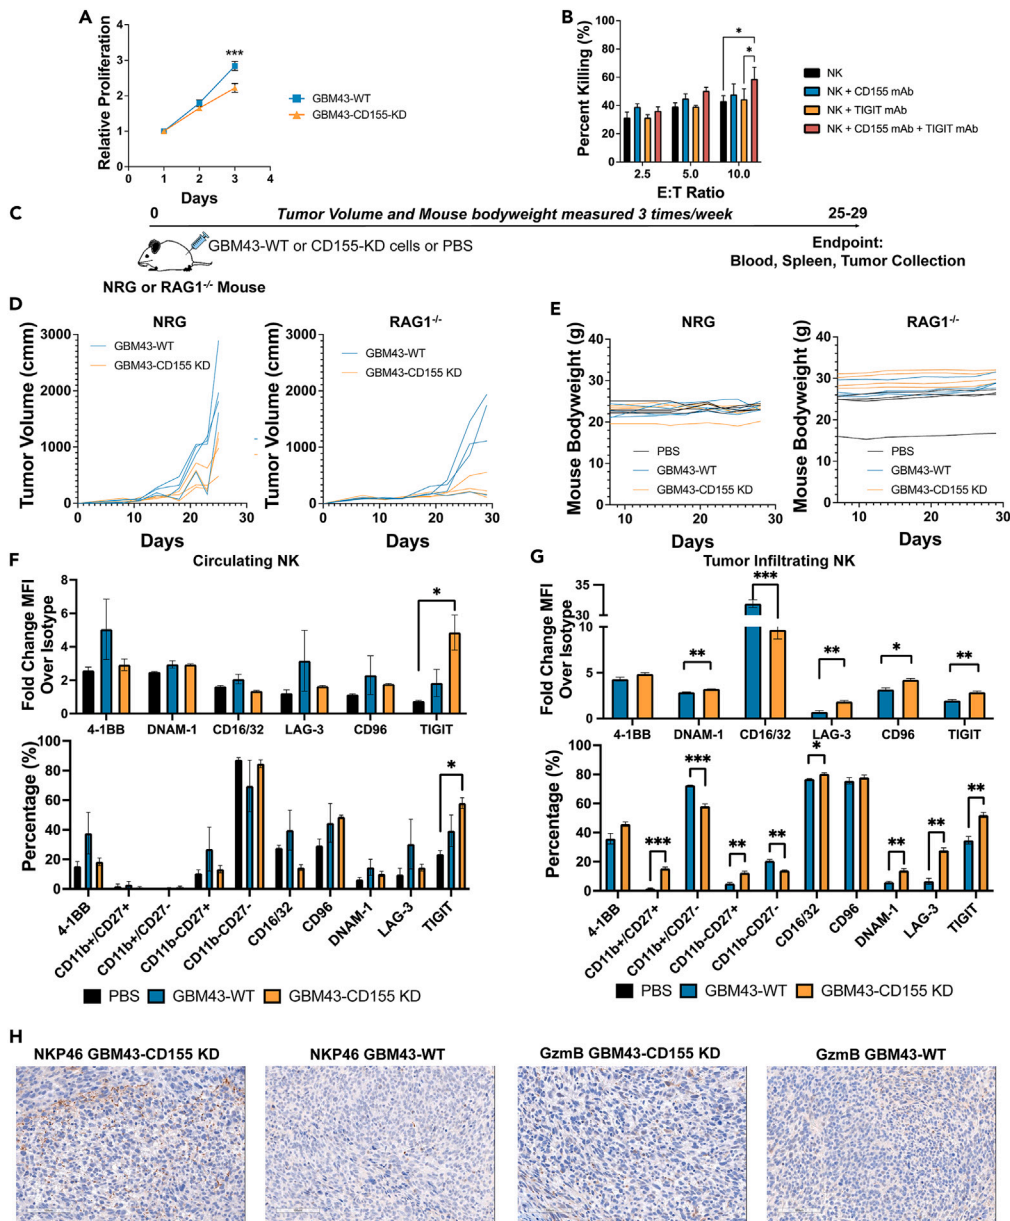 A
Relative Proliferation
4
3
2
1
0
0 1 2 3 4
Days
***
GBM43-WT
GBM43-CD155-KD
B
Percent Killing (%)
100
80
60
40
20
0
2.5 5.0 10.0
E:T Ratio
*
*
NK
NK + CD155 mAb
NK + TIGIT mAb
NK + CD155 mAb + TIGIT mAb
C
0 Tumor Volume and Mouse bodyweight measured 3 times/week 25-29
GBM43-WT or CD155-KD cells or PBS
Endpoint:
Blood, Spleen, Tumor Collection
NRG or RAG1-/- Mouse
D
NRG
Tumor Volume (cmm)
3000
2000
1000
0
0 10 20 30
Days
GBM43-WT
GBM43-CD155 KD
RAG1-/-
Tumor Volume (cmm)
3000
2000
1000
0
0 10 20 30
Days
GBM43-WT
GBM43-CD155 KD
E
NRG
Mouse Bodyweight (g)
40
30
20
10
0
10 20 30
Days
PBS
GBM43-WT
GBM43-CD155 KD
RAG1-/-
Mouse Bodyweight (g)
40
30
20
10
0
10 20 30
Days
PBS
GBM43-WT
GBM43-CD155 KD
F
Circulating NK
Fold Change MFI
Over Isotype
8
6
4
2
0
*
4-1BB DNAM-1 CD16/32 LAG-3 CD96 TIGIT
Percentage (%)
100
80
60
40
20
0
*
4-1BB
CD11b+/CD27+
CD11b+/CD27-
CD11b-CD27+
CD11b-CD27-
CD16/32
CD96
DNAM-1
LAG-3
TIGIT
PBS GBM43-WT GBM43-CD155 KD
G
Tumor Infiltrating NK
Fold Change MFI
Over Isotype
35
30
10
5
0
** *** ** * **
4-1BB DNAM-1 CD16/32 LAG-3 CD96 TIGIT
Percentage (%)
100
80
60
40
20
0
*** *** ** ** * ** ** **
4-1BB
CD11b+/CD27+
CD11b+/CD27-
CD11b-CD27+
CD11b-CD27-
CD16/32
CD96
DNAM-1
LAG-3
TIGIT
PBS GBM43-WT GBM43-CD155 KD
H
NKP46 GBM43-CD155 KD
NKP46 GBM43-WT
GzmB GBM43-CD155 KD
GzmB GBM43-WT